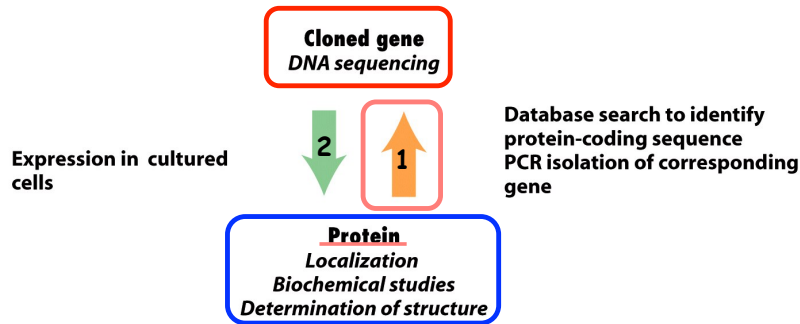 Cloned gene
DNA sequencing
2
1
Expression in cultured
cells
Database search to identify
protein-coding sequence
PCR isolation of corresponding
gene
Protein
Localization
Biochemical studies
Determination of structure